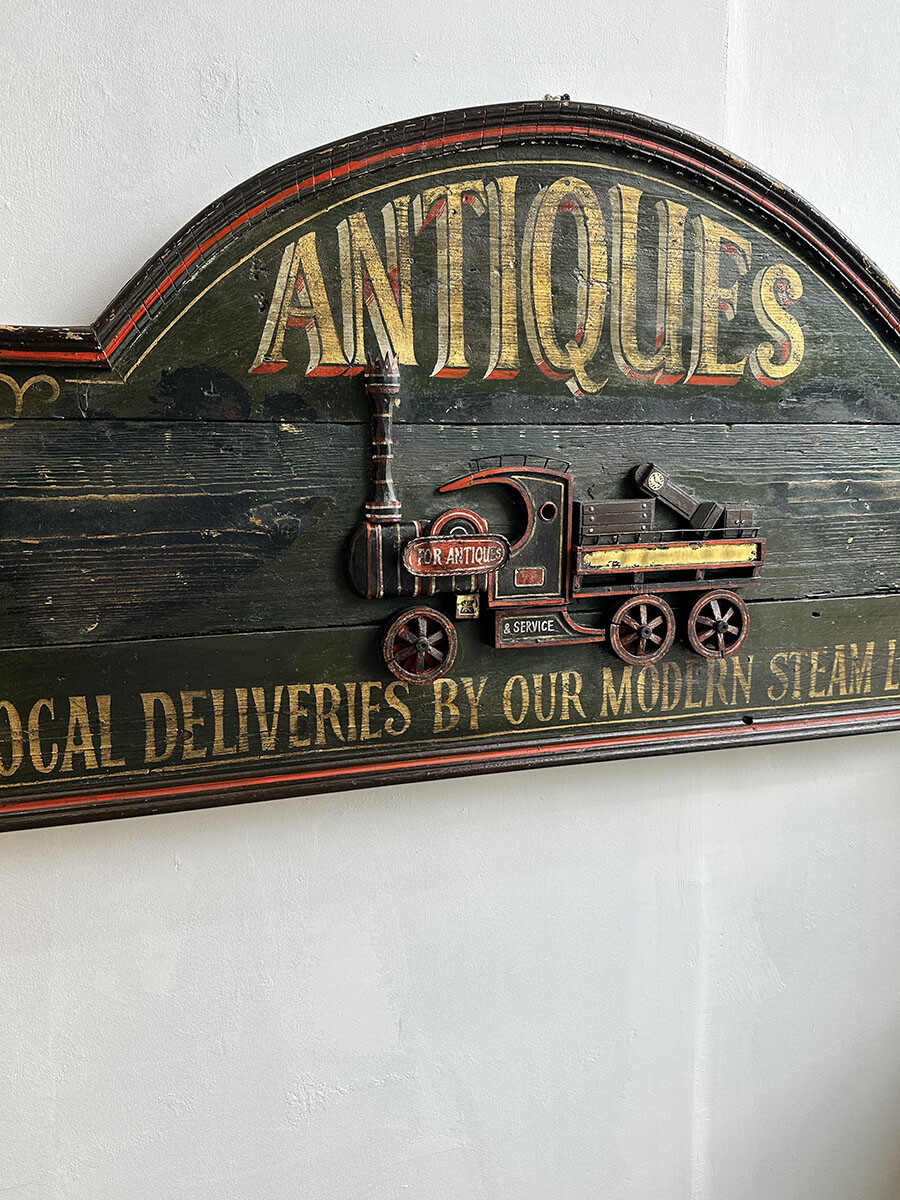 ANTIQUES
FOR ANTIQUES
& SERVICE
OCAL DELIVERIES BY OUR MODERN STEAM L